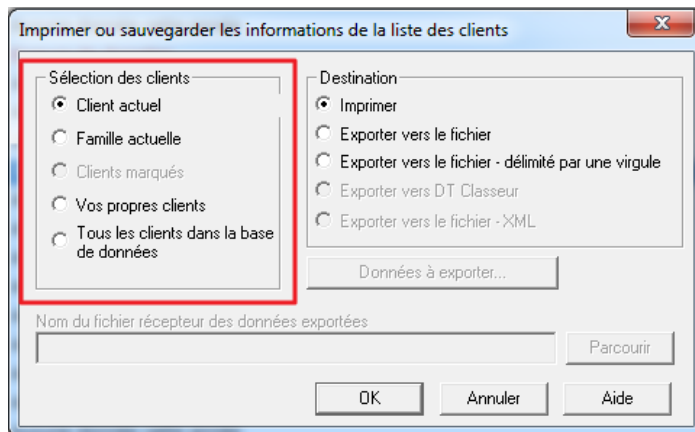 Imprimer ou sauvegarder les informations de la liste des clients
Sélection des clients
Client actuel
Famille actuelle
Clients marqués
Vos propres clients
Tous les clients dans la base
de données
Destination
Imprimer
Exporter vers le fichier
Exporter vers le fichier - délimité par une virgule
Exporter vers DT Classeur
Exporter vers le fichier - XML
Données à exporter...
Nom du fichier récepteur des données exportées
Parcourir
OK
Annuler
Aide